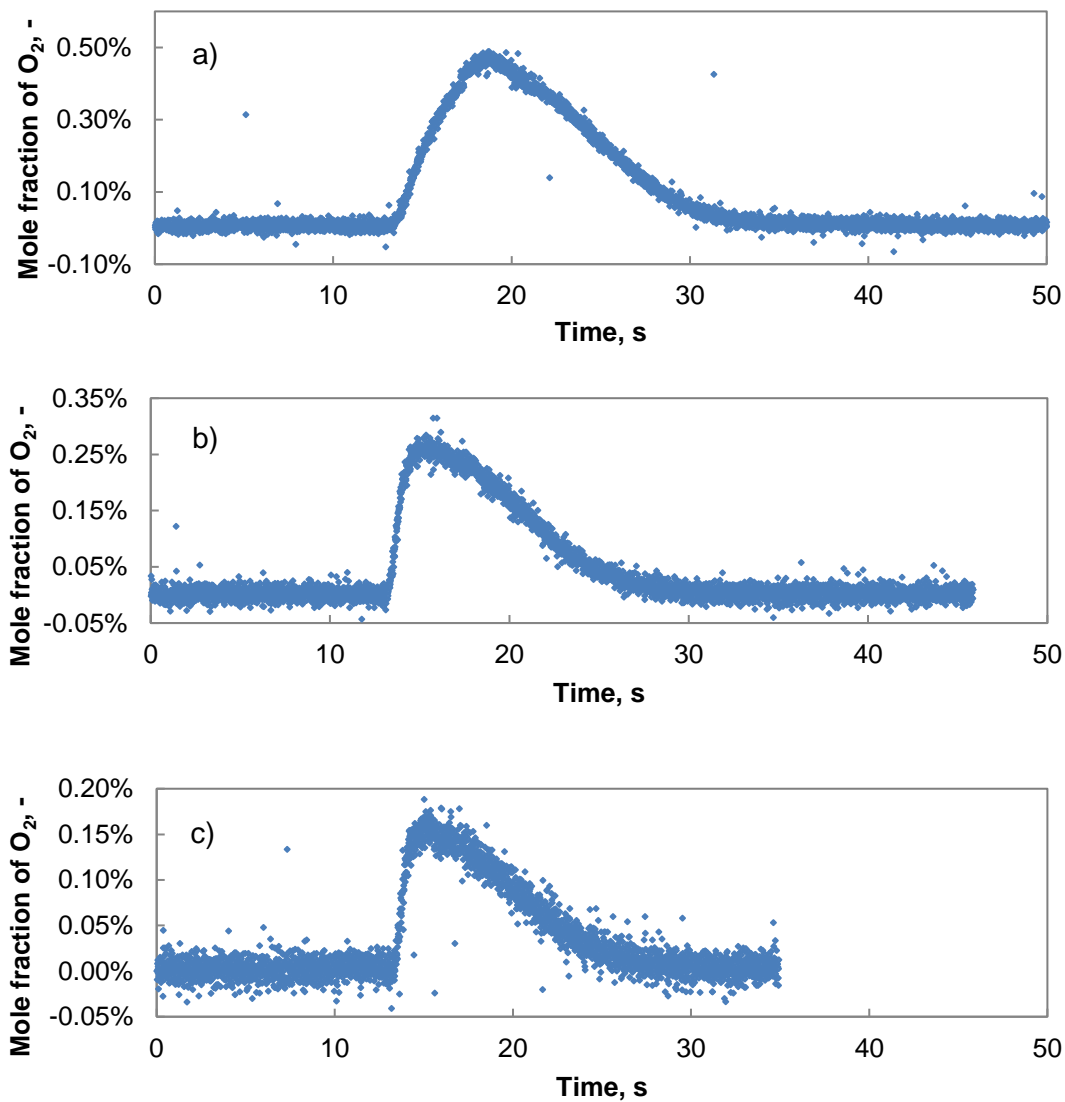 a)
Mole fraction of O2, -
0.50%
0.30%
0.10%
-0.10%
0 10 20 30 40 50
Time, s
b)
Mole fraction of O2, -
0.35%
0.25%
0.15%
0.05%
-0.05%
0 10 20 30 40 50
Time, s
c)
Mole fraction of O2, -
0.20%
0.15%
0.10%
0.05%
0.00%
-0.05%
0 10 20 30 40 50
Time, s